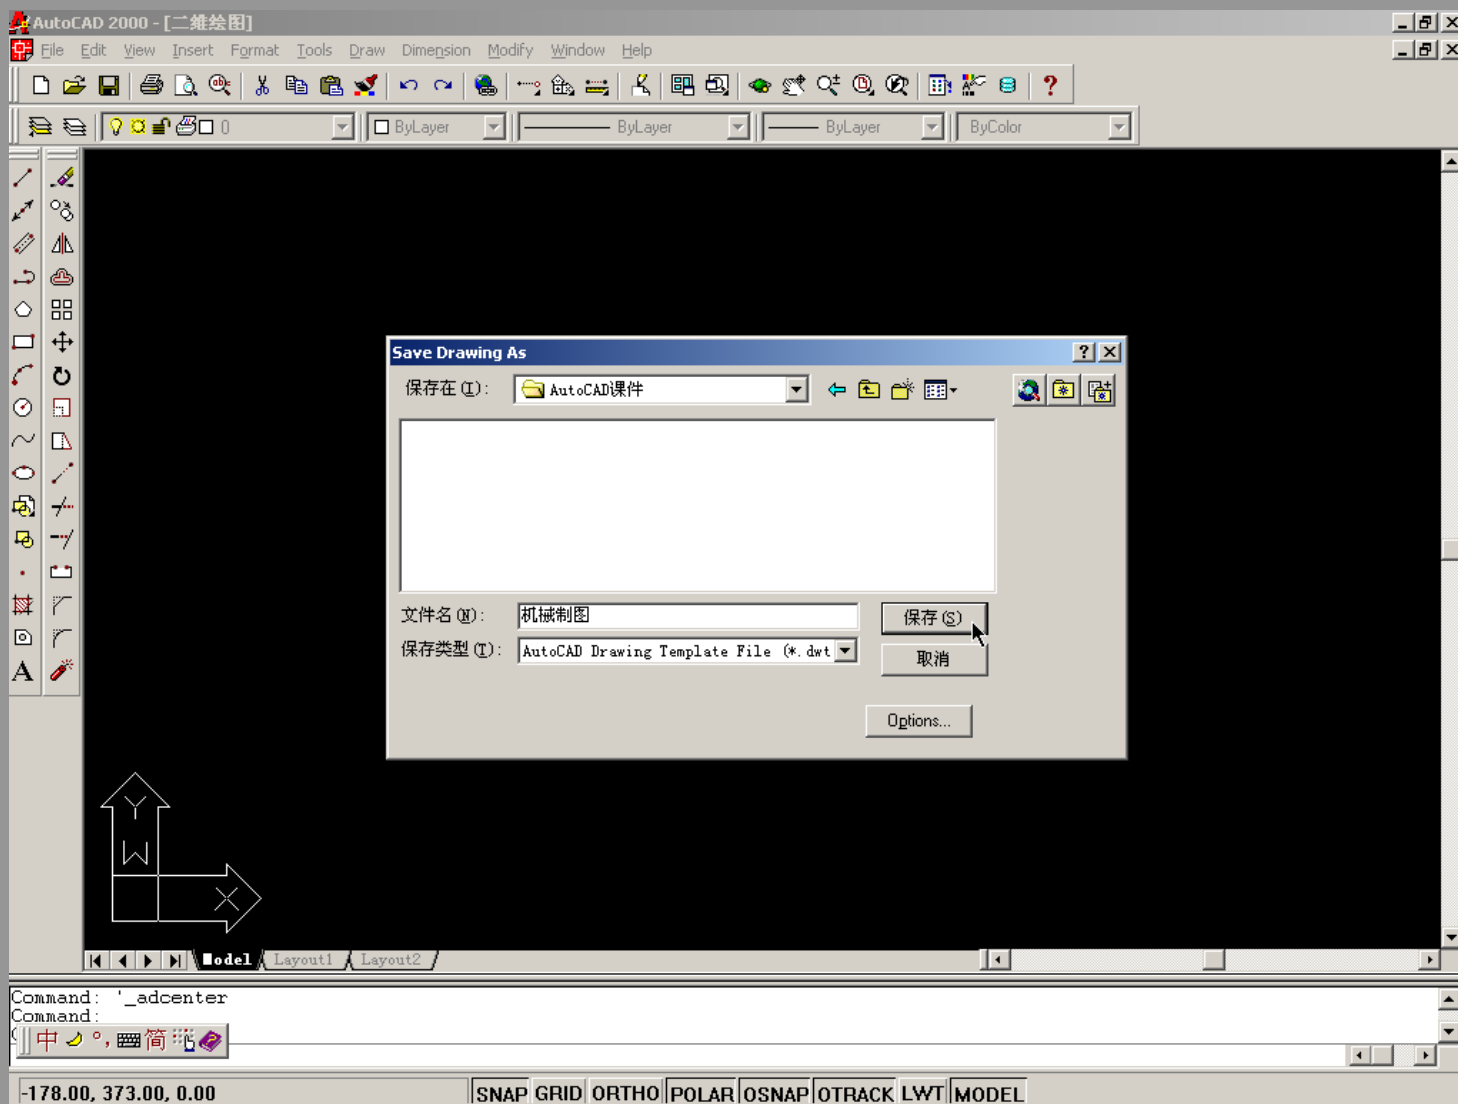 AutoCAD 2000 - [二维绘图]
File Edit View Insert Format Tools Draw Dimension Modify Window Help
0 ByLayer ByLayer ByLayer ByColor
Save Drawing As
保存在(I): AutoCAD课件
文件名(N): 机械制图 保存(S)
保存类型(T): AutoCAD Drawing Template File (*.dwt 取消
Options...
A
Y
W
X
Model Layout1 Layout2
Command: '_adcenter
Command:
中 简
-178.00, 373.00, 0.00 SNAP GRID ORTHO POLAR OSNAP OTRACK LWT MODEL